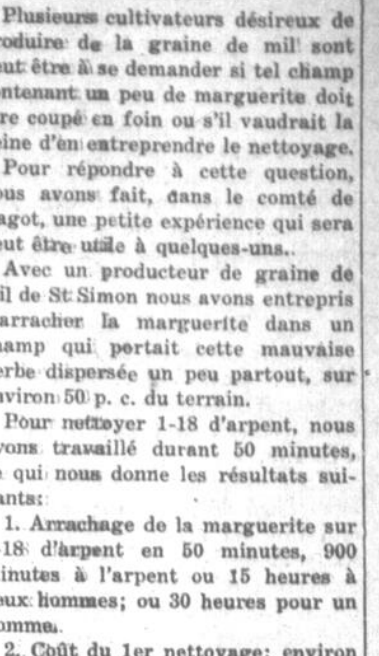 Plusieurs cultivateurs désireux de
roduire de la graine de mil sont
eut être à se demander si tel champ
ontenant un peu de marguerite doit
re coupé en foin ou s'il vaudrait la
eine d'en entreprendre le nettoyage.
Pour répondre à cette question,
ous avons fait, dans le comté de
agot, une petite expérience qui sera
eut être utile à quelques-uns..
Avec un producteur de graine de
il de St Simon nous avons entrepris
arracher la marguerite dans un
hamp qui portait cette mauvaise
erbe dispersée un peu partout, sur
nviron 50 p. c. du terrain.
Pour nettoyer 1-18 d'arpent, nous
vons travaillé durant 50 minutes,
e qui nous donne les résultats sui-
ants:
1. Arrachage de la marguerite sur
-18 d'arpent en 50 minutes, 900
inutes à l'arpent ou 15 heures à
eux hommes; ou 30 heures pour un
omme.
2. Coût du 1er nettoyage: environ